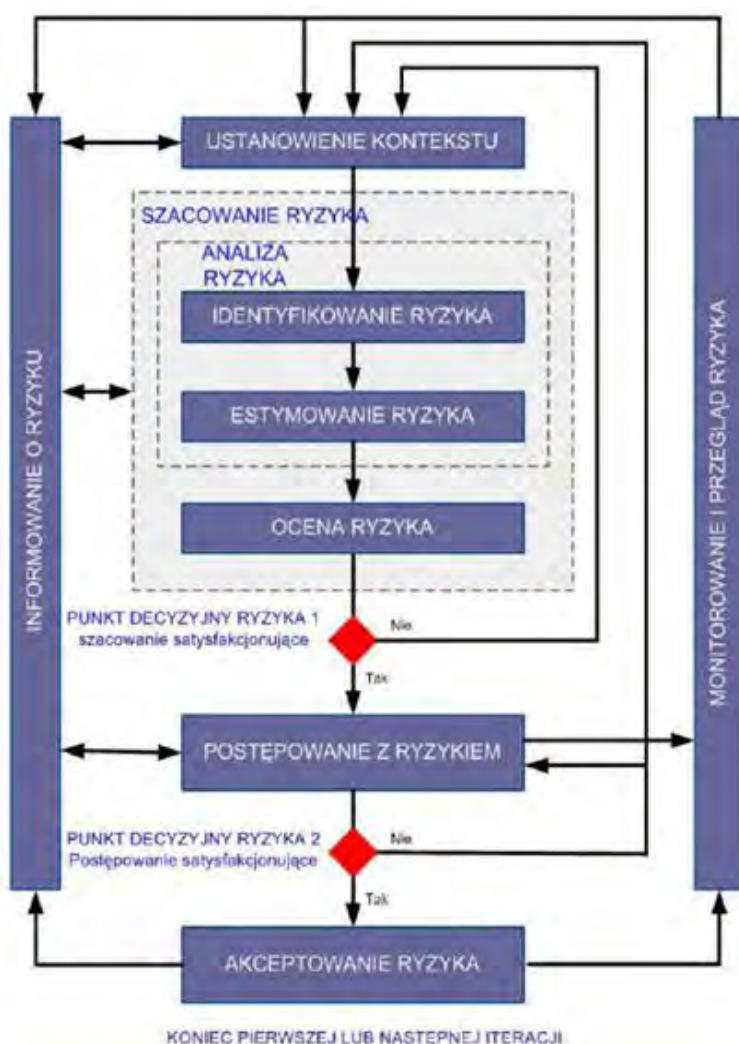 USTANOWIENIE KONTEKSTU
SZACOWANIE RYZYKA
ANALIZA
RYZYKA
IDENTYFIKOWANIE RYZYKA
ESTYMOWANIE RYZYKA
OCENA RYZYKA
INFORMOWANIE O RYZYKU
MONITOROWANIE I PRZEGLĄD RYZYKA
PUNKT DECYZYJNY RYZYKA 1
szacowanie satysfakcjonujące
Nie
Tak
POSTĘPOWANIE Z RYZYKIEM
PUNKT DECYZYJNY RYZYKA 2
Postępowanie satysfakcjonujące
Nie
Tak
AKCEPTOWANIE RYZYKA
KONIEC PIERWSZEJ LUB NASTEPNEJ ITERACJI